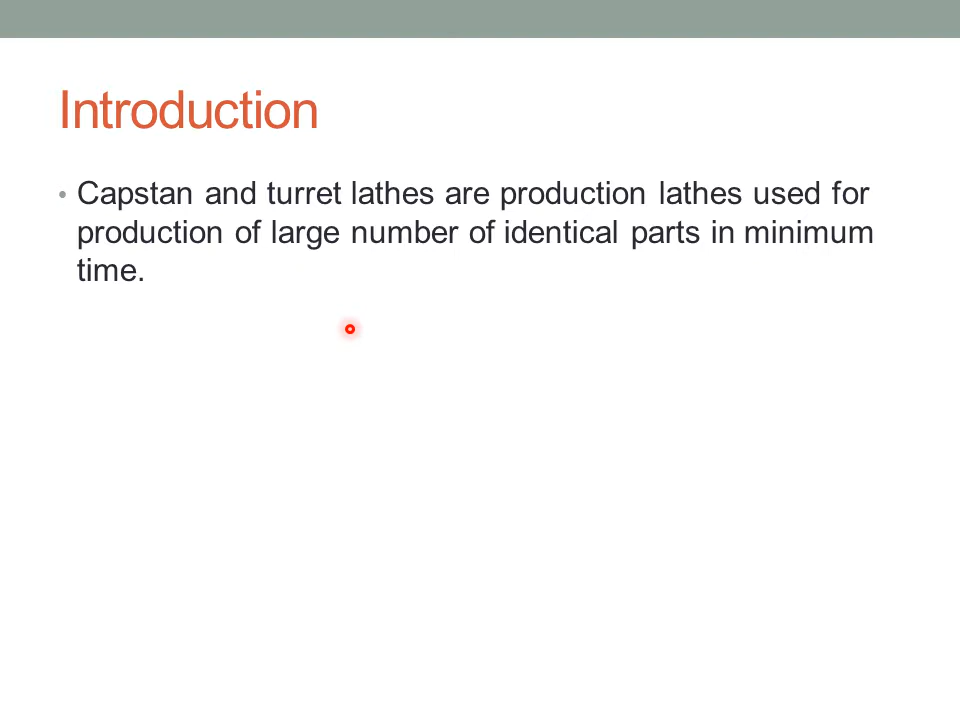 Introduction
• Capstan and turret lathes are production lathes used for
production of large number of identical parts in minimum
time.